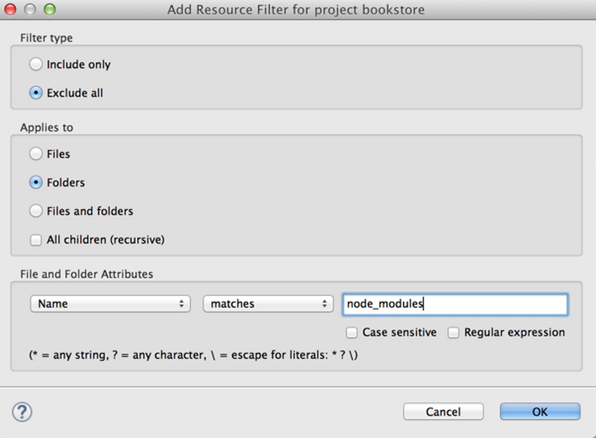 Add Resource Filter for project bookstore
Filter type
Include only
Exclude all
Applies to
Files
Folders
Files and folders
All children (recursive)
File and Folder Attributes
Name matches node_modules
Case sensitive Regular expression
(* = any string, ? = any character, \ = escape for literals: * ? \)
? Cancel OK